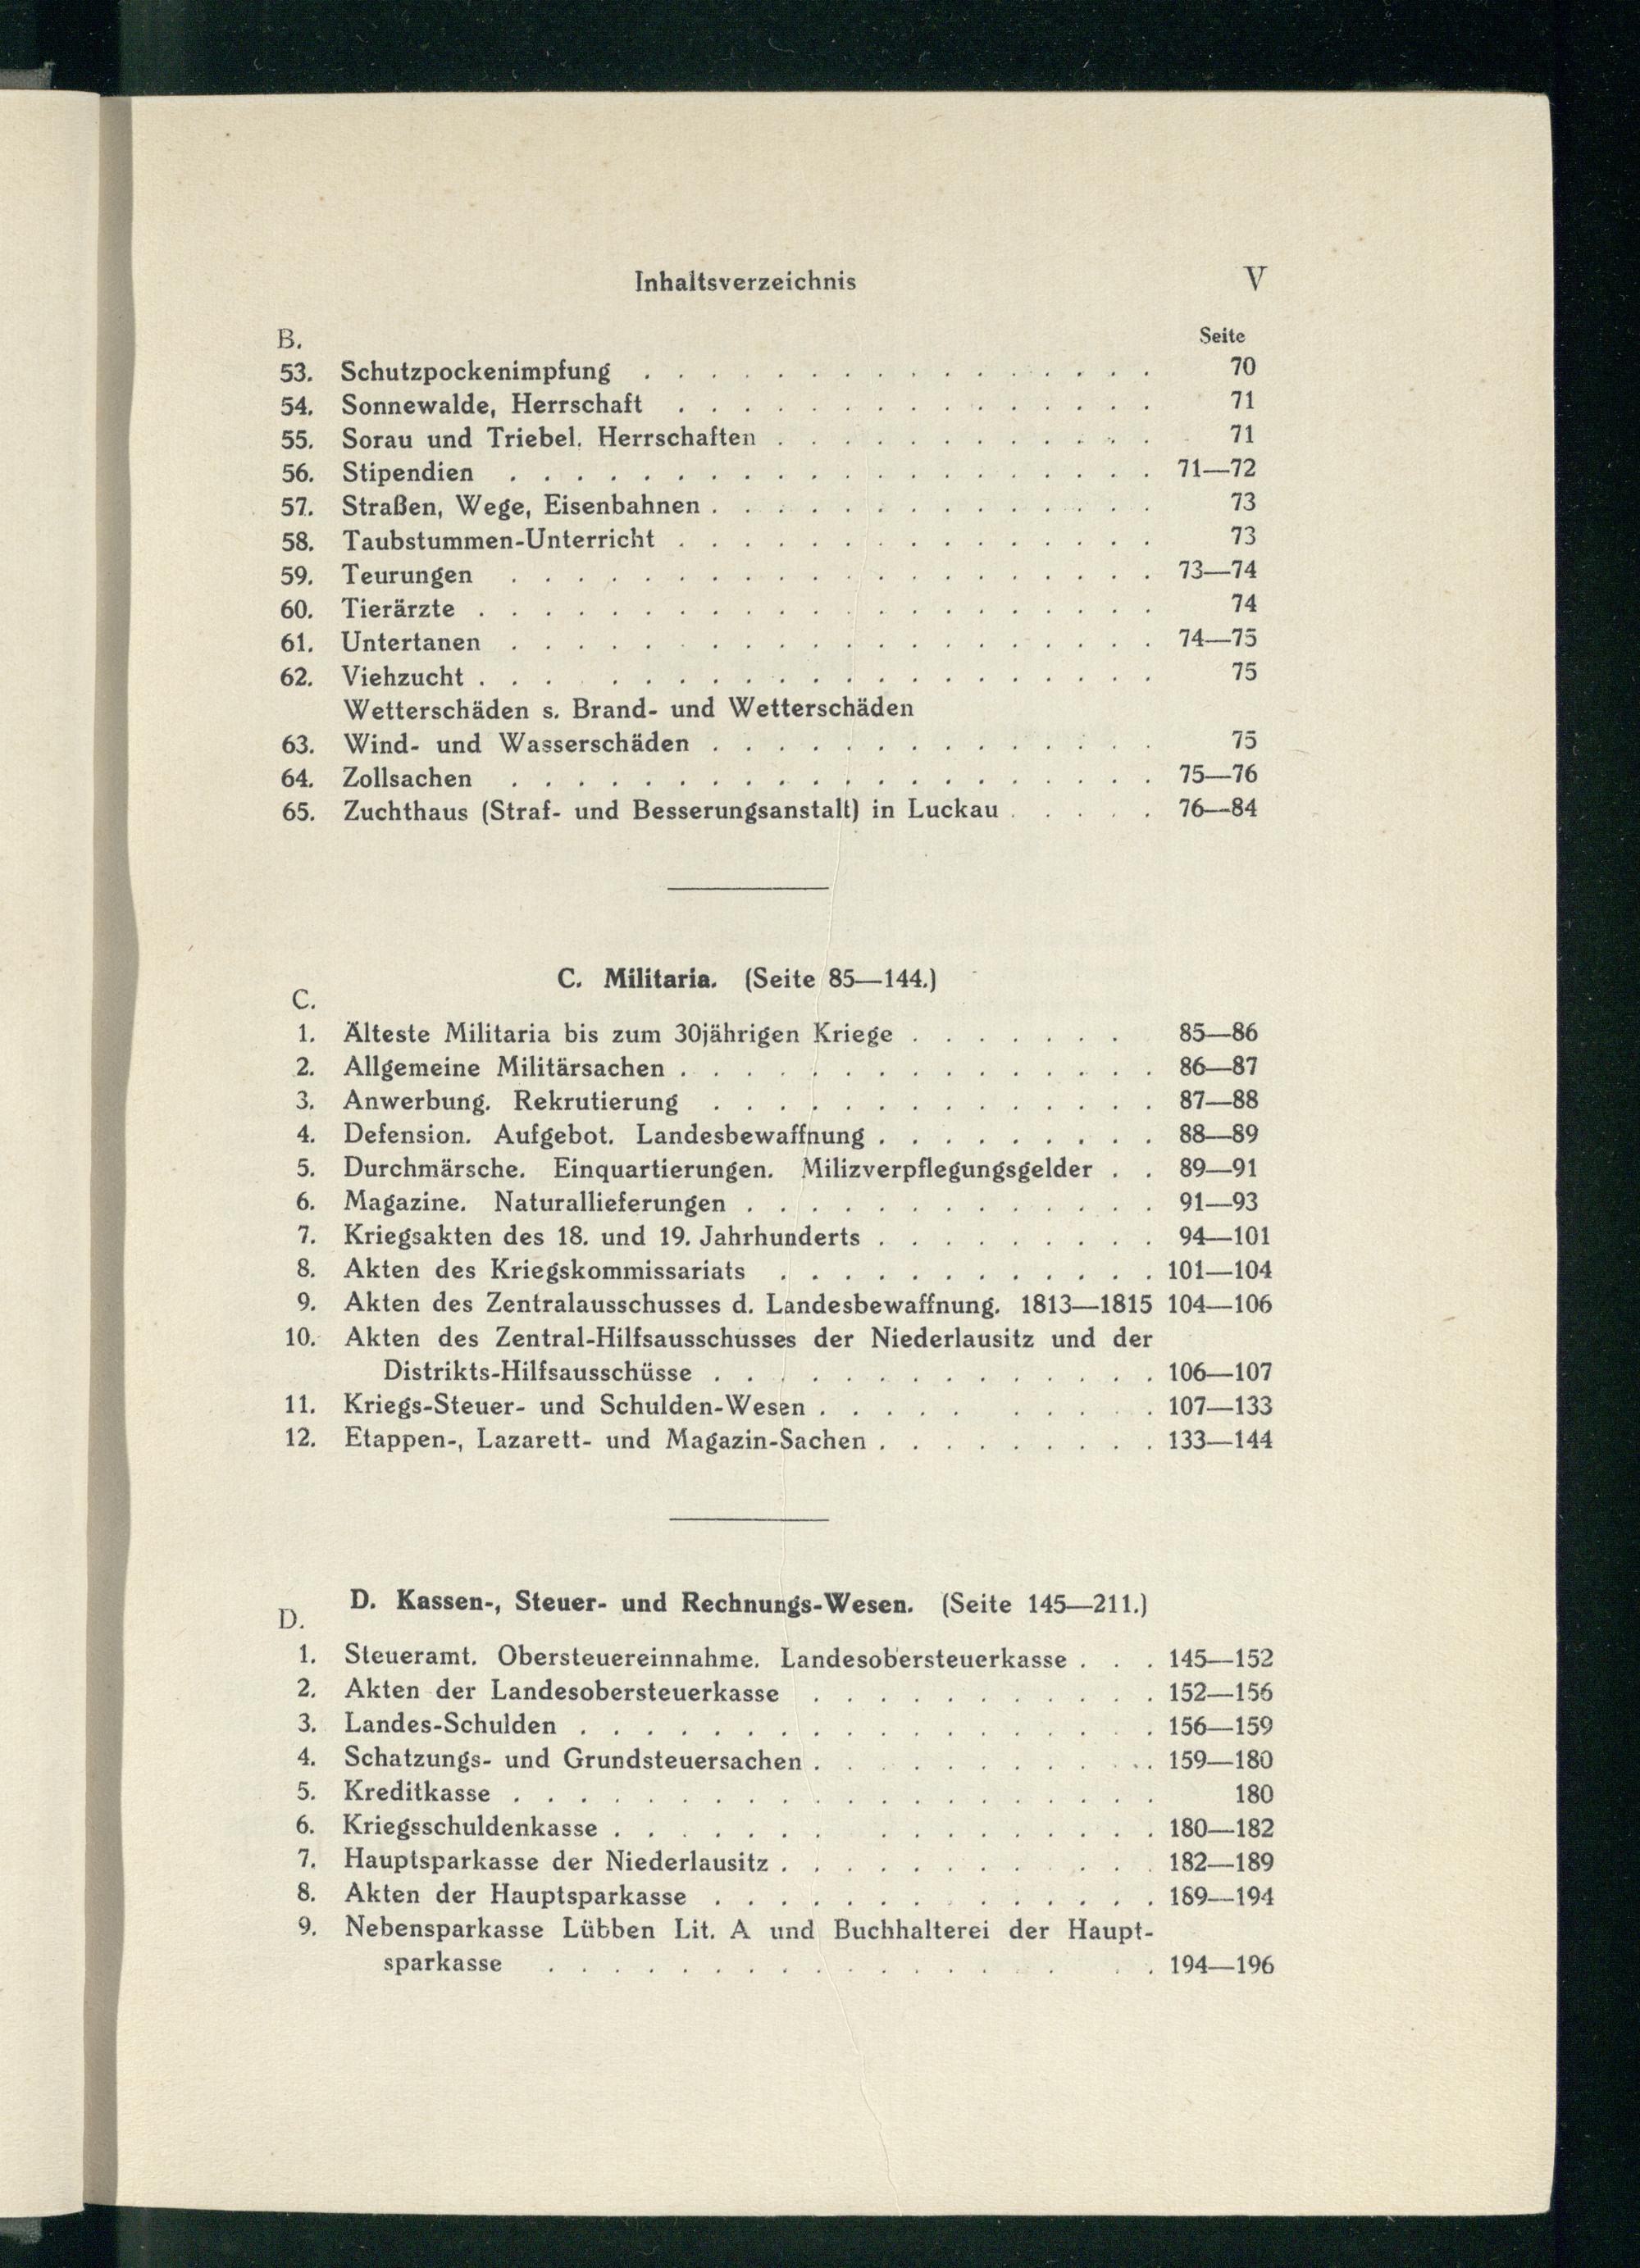 Inhaltsverzeichnis V
B. Seite
53. Schutzpockenimpfung . . . . . . . . . . . . . . . . 70
54. Sonnewalde, Herrschaft . . . . . . . . . . . . . . . 71
55. Sorau und Triebel, Herrschaften . . . . . . . . . . . . 71
56. Stipendien . . . . . . . . . . . . . . . . . . . . 71—72
57. Straßen, Wege, Eisenbahnen . . . . . . . . . . . . . . 73
58. Taubstummen-Unterricht . . . . . . . . . . . . . . . 73
59. Teurungen . . . . . . . . . . . . . . . . . . . . 73—74
60. Tierärzte . . . . . . . . . . . . . . . . . . . . . 74
61. Untertanen . . . . . . . . . . . . . . . . . . . . 74—75
62. Viehzucht . . . . . . . . . . . . . . . . . . . . 75
Wetterschäden s. Brand- und Wetterschäden
63. Wind- und Wasserschäden . . . . . . . . . . . . . . 75
64. Zollsachen . . . . . . . . . . . . . . . . . . . . 75—76
65. Zuchthaus (Straf- und Besserungsanstalt) in Luckau . . . . . 76—84
C. Militaria. (Seite 85—144.)
C.
1. Älteste Militaria bis zum 30jährigen Kriege . . . . . . . 85—86
2. Allgemeine Militärsachen . . . . . . . . . . . . . . . 86—87
3. Anwerbung. Rekrutierung . . . . . . . . . . . . . . 87—88
4. Defension. Aufgebot. Landesbewaffnung . . . . . . . . . 88—89
5. Durchmärsche. Einquartierungen. Milizverpflegungsgelder . . 89—91
6. Magazine. Naturallieferungen . . . . . . . . . . . . . 91—93
7. Kriegsakten des 18. und 19. Jahrhunderts . . . . . . . . . 94—101
8. Akten des Kriegskommissariats . . . . . . . . . . . . 101—104
9. Akten des Zentralausschusses d. Landesbewaffnung. 1813—1815 104—106
10. Akten des Zentral-Hilfsausschusses der Niederlausitz und der
Distrikts-Hilfsausschüsse . . . . . . . . . . . . . . 106—107
11. Kriegs-Steuer- und Schulden-Wesen . . . . . . . . . . 107—133
12. Etappen-, Lazarett- und Magazin-Sachen . . . . . . . . . 133—144
D. Kassen-, Steuer- und Rechnungs-Wesen. (Seite 145—211.)
D.
1. Steueramt. Obersteuereinnahme. Landesobersteuerkasse . . . 145—152
2. Akten der Landesobersteuerkasse . . . . . . . . . . . 152—156
3. Landes-Schulden . . . . . . . . . . . . . . . . . . 156—159
4. Schatzungs- und Grundsteuersachen . . . . . . . . . . . 159—180
5. Kreditkasse . . . . . . . . . . . . . . . . . . . . 180
6. Kriegsschuldenkasse . . . . . . . . . . . . . . . . 180—182
7. Hauptsparkasse der Niederlausitz . . . . . . . . . . . . 182—189
8. Akten der Hauptsparkasse . . . . . . . . . . . . . . 189—194
9. Nebensparkasse Lübben Lit. A und Buchhalterei der Haupt-
sparkasse . . . . . . . . . . . . . . . . . . 194—196